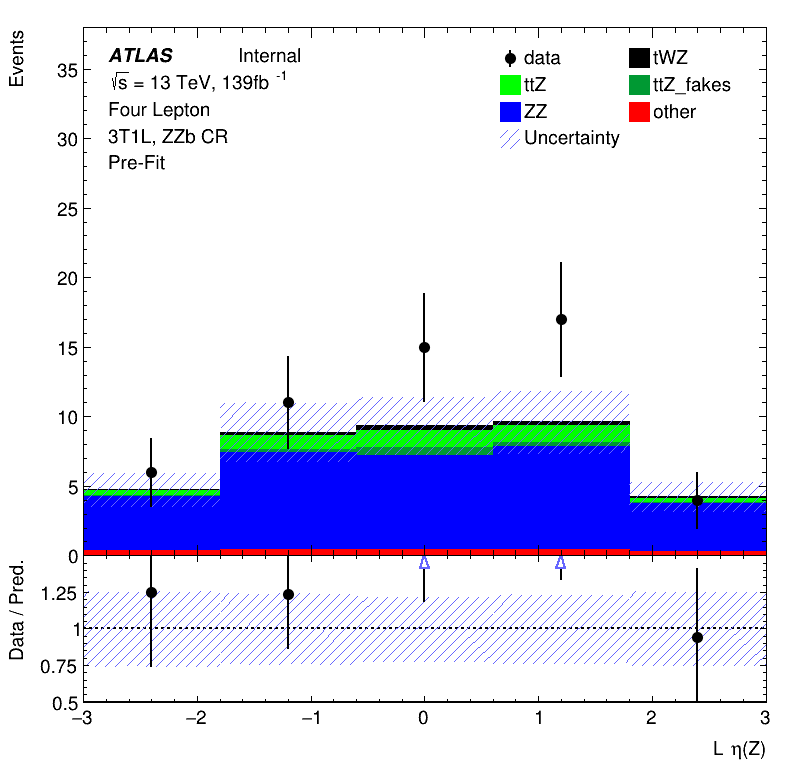 Events
ATLAS Internal
√s = 13 TeV, 139fb -1
Four Lepton
3T1L, ZZb CR
Pre-Fit
data
tWZ
ttZ
ttZ_fakes
ZZ
other
Uncertainty
35
30
25
20
15
10
5
0
Data / Pred.
1.25
1
0.75
0.5
−3 −2 −1 0 1 2 3
L η(Z)